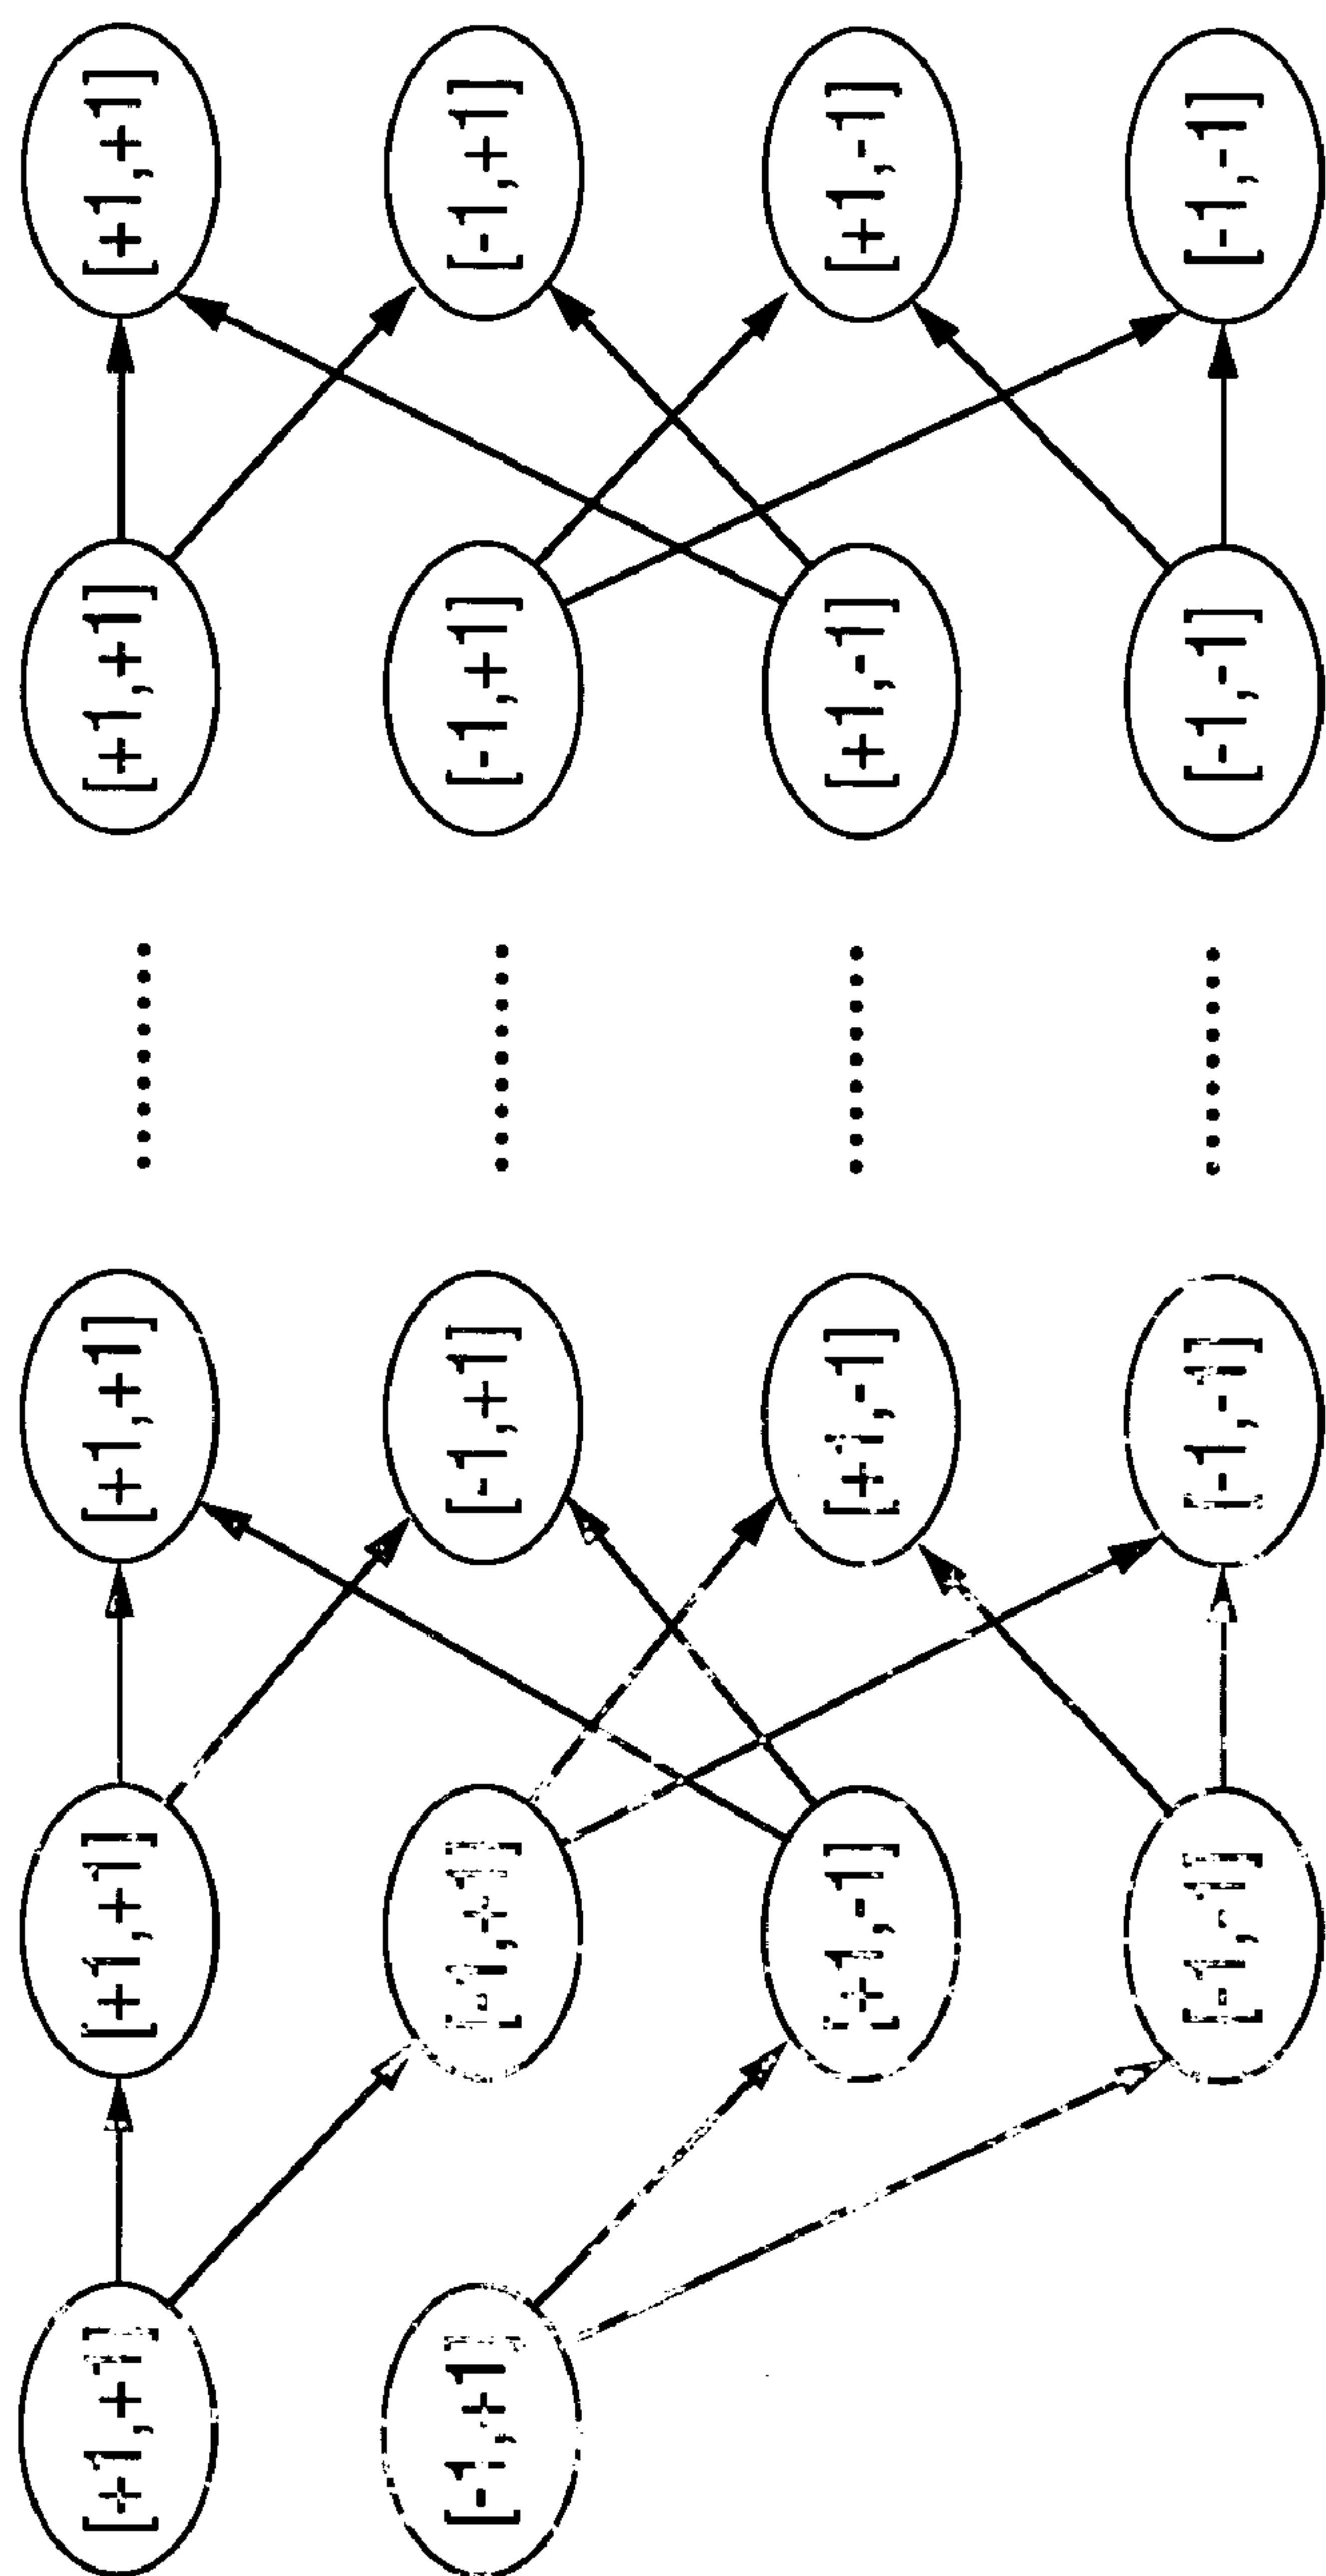 [+1,+1] [+1,+1] [+1,+1] ......... [+1,+1] [+1,+1]
[-1,+1] [-1,+1] [-1,+1] ......... [-1,+1] [-1,+1]
[+1,-1] [+1,-1] ......... [+1,-1] [+1,-1]
[-1,-1] [-1,-1] ......... [-1,-1] [-1,-1]